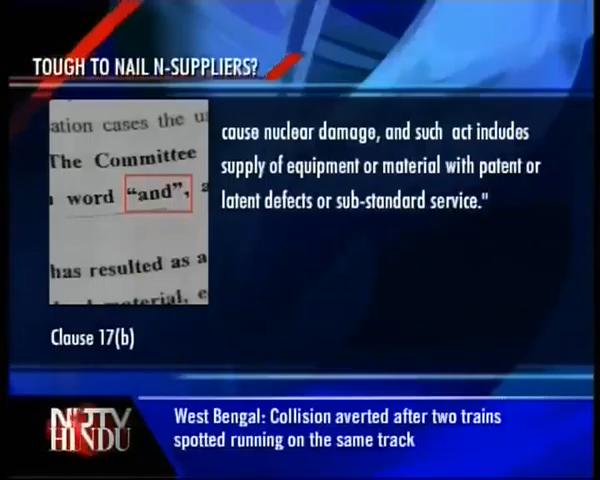 TOUGH TO NAIL N-SUPPLIERS?
ation cases the u
The Committee
word "and",
has resulted as a
material, e
cause nuclear damage, and such act includes
supply of equipment or material with patent or
latent defects or sub-standard service."
Clause 17(b)
NDTV
HINDU
West Bengal: Collision averted after two trains
spotted running on the same track